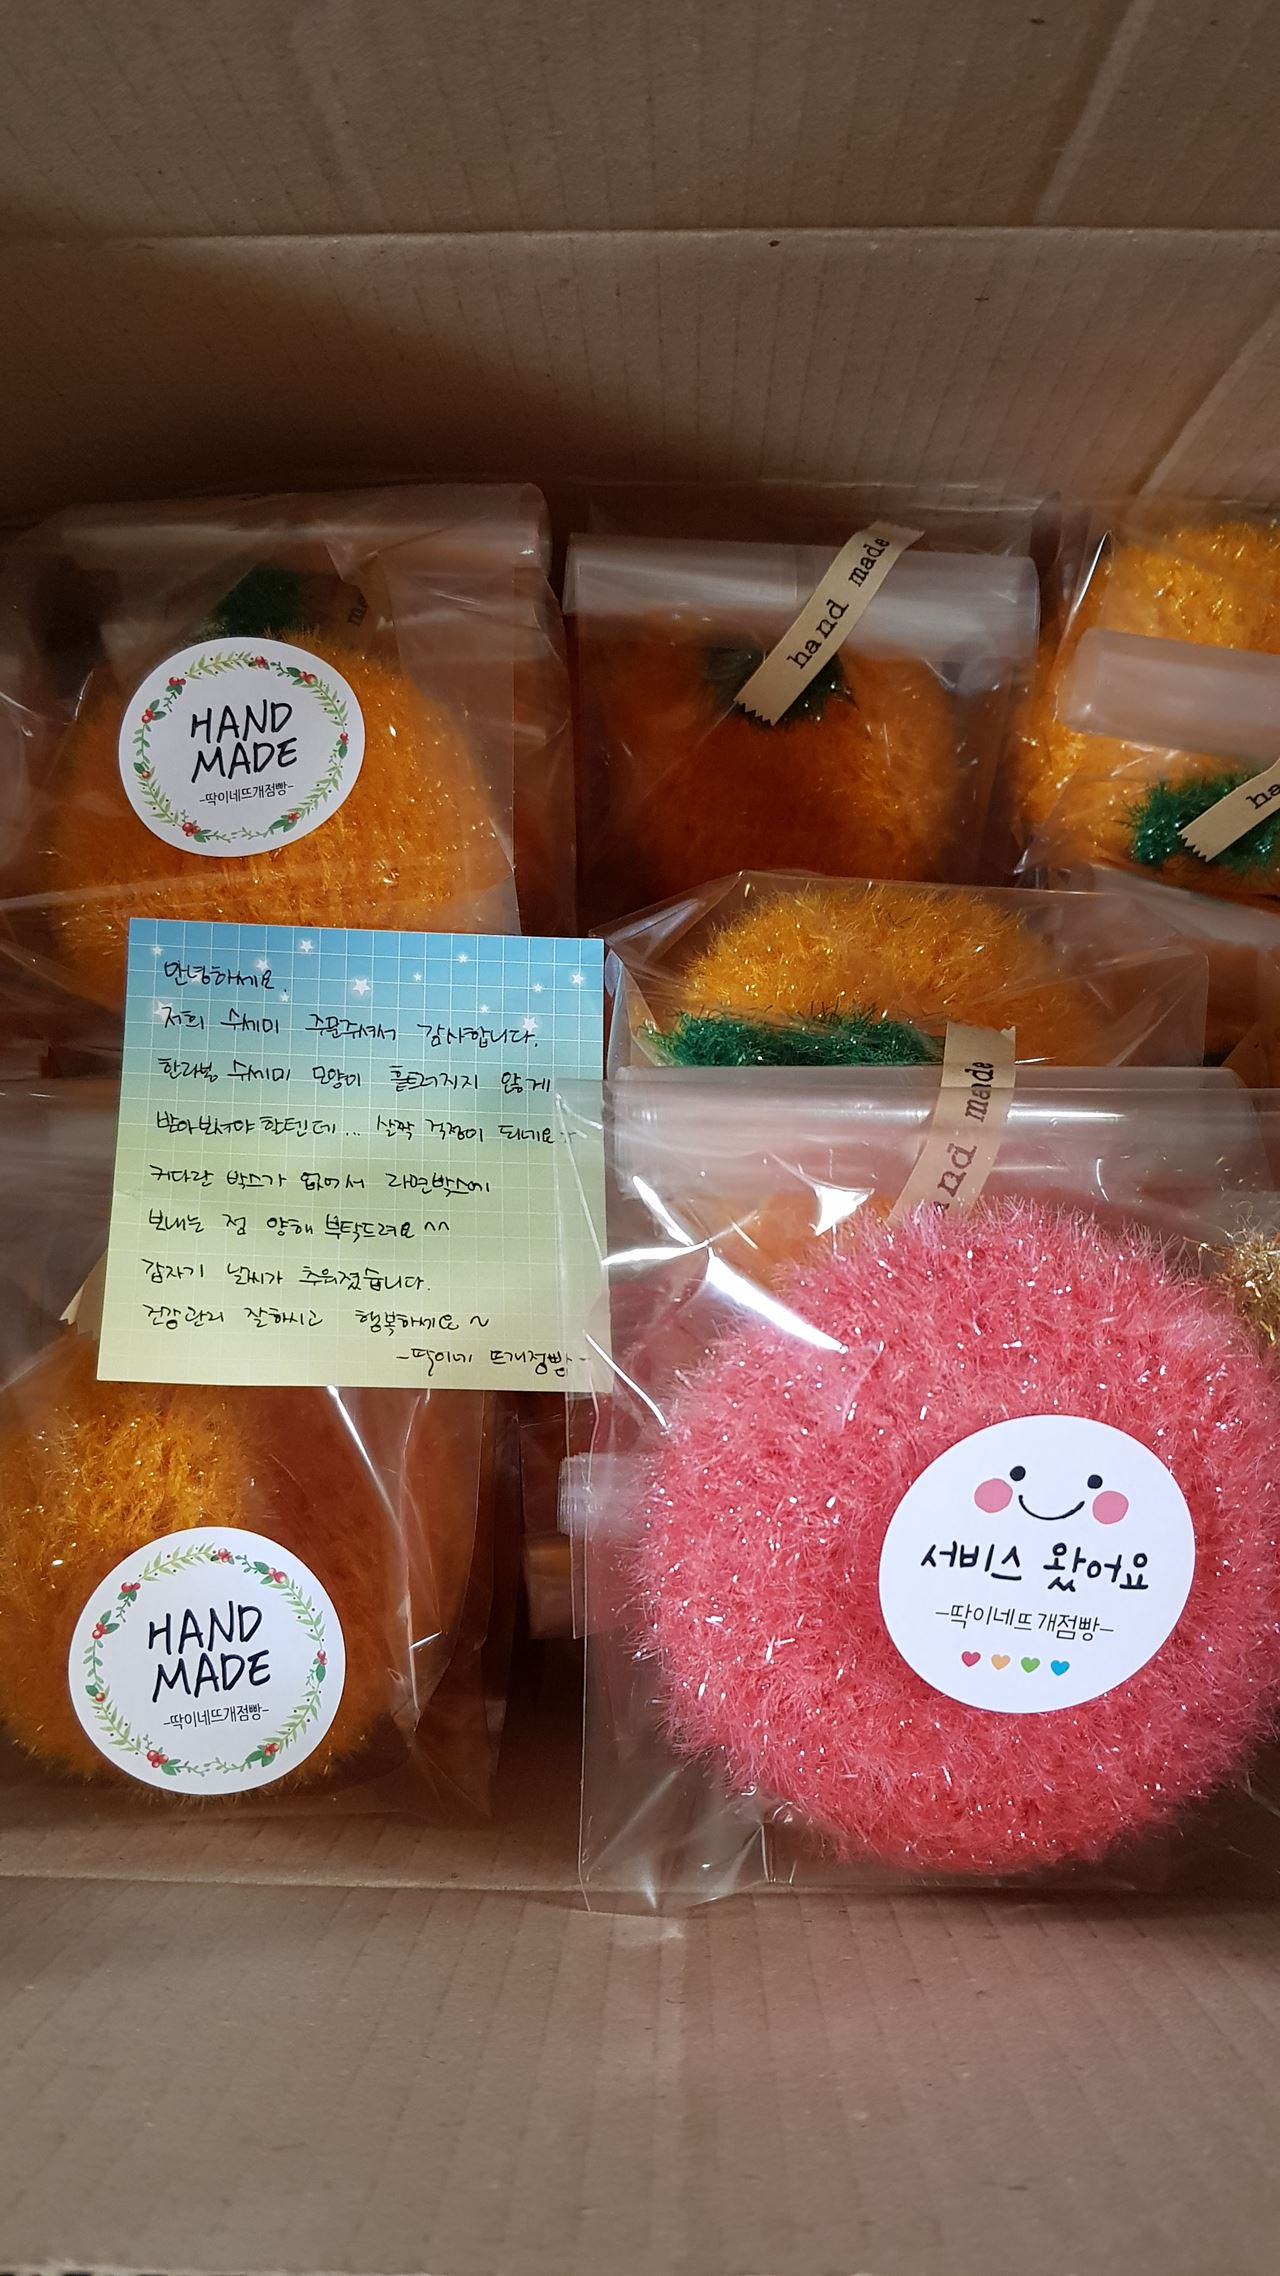 hand made
HAND
MADE
-딱이네뜨개점빵-
안녕하세요.
저희 수세미 주문주셔서 감사합니다.
한라봉 수세미 모양이 흩트러지지 않게
받아보셔야 할텐데... 살짝 걱정이 되네요
커다란 박스가 없어서 라면박스에
보내는 점 양해 부탁드려요 ^^
갑자기 날씨가 추워졌습니다.
건강관리 잘하시고 행복하세요 ~
-딱이네 뜨개점빵-
made
HAND
MADE
-딱이네뜨개점빵-
서비스 왔어요
-딱이네뜨개점빵-